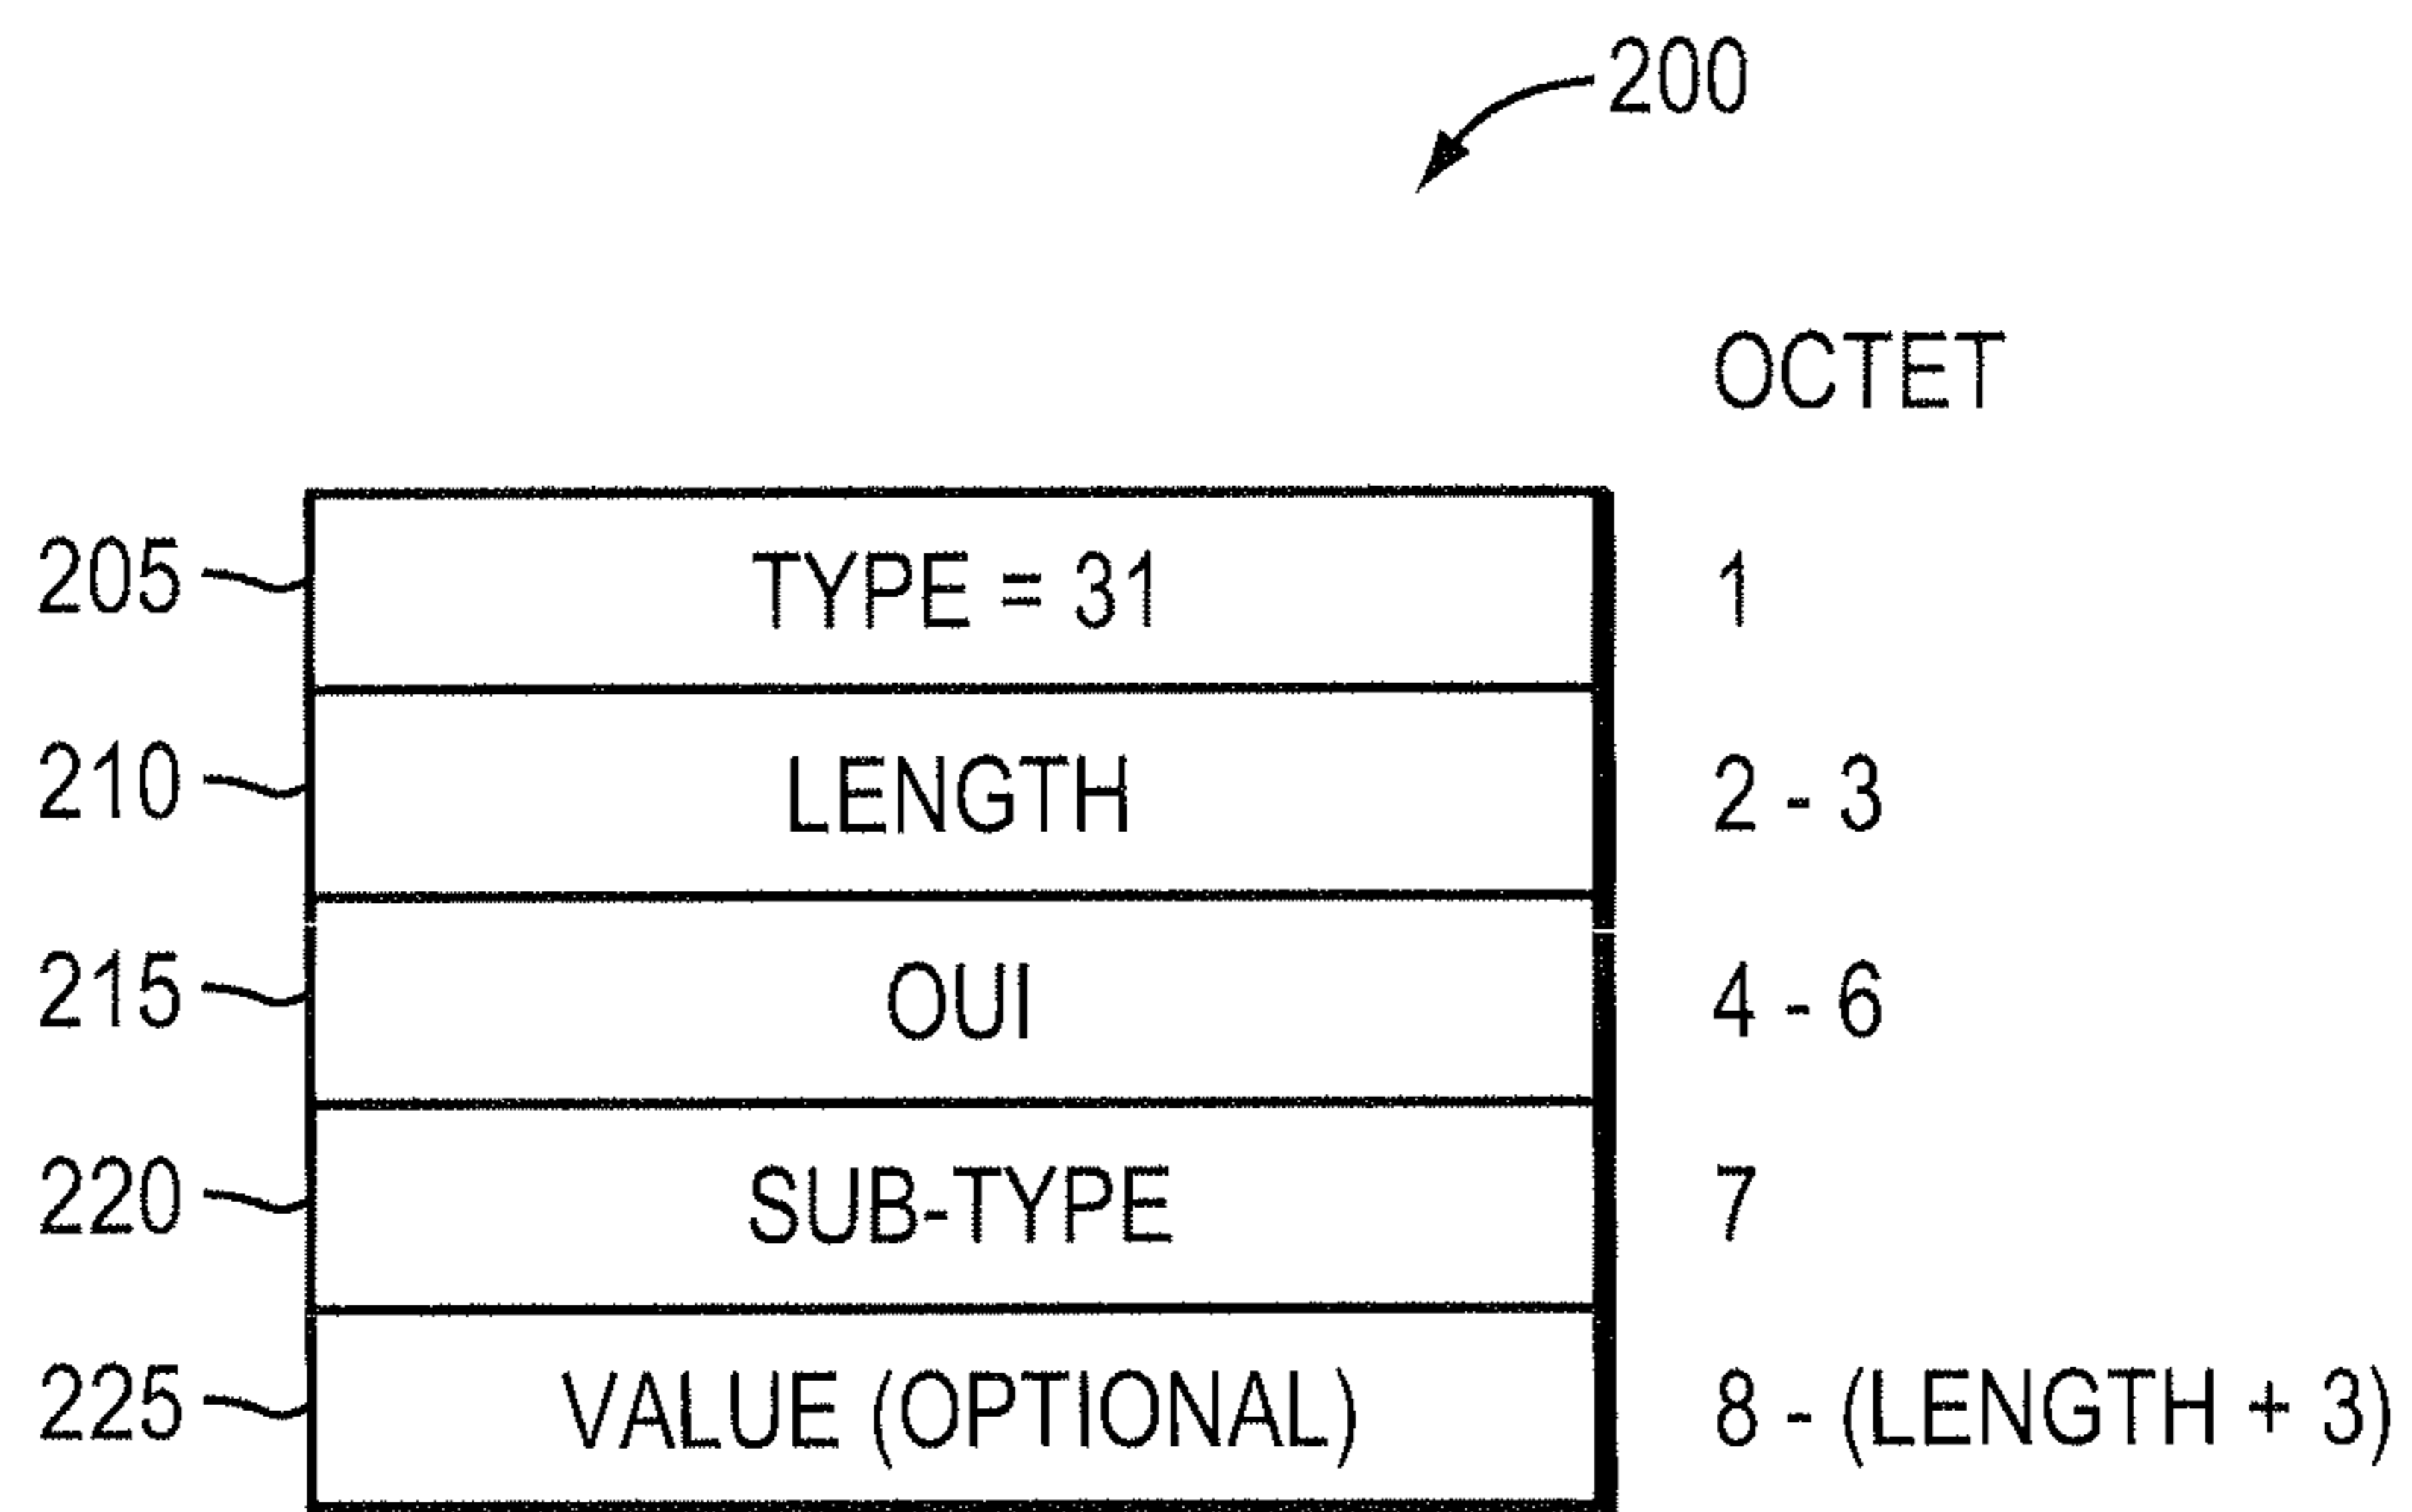 200
OCTET
205 TYPE = 31 1
210 LENGTH 2 - 3
215 OUI 4 - 6
220 SUB-TYPE 7
225 VALUE (OPTIONAL) 8 - (LENGTH + 3)